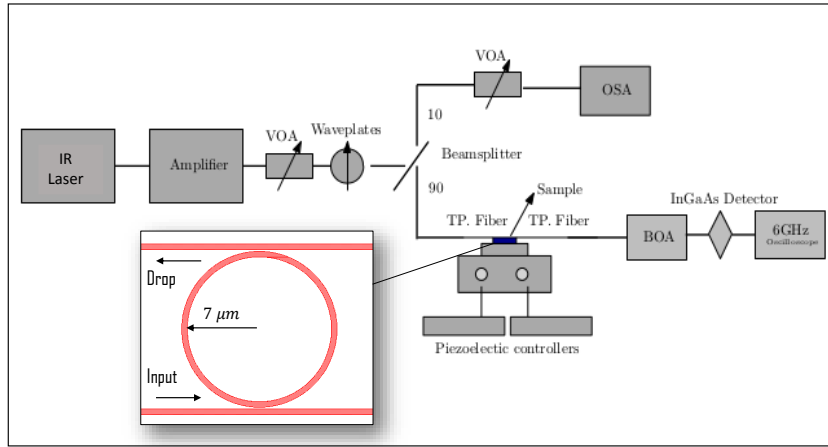 VOA
OSA
10
IR
Laser
Amplifier
VOA
Waveplates
Beamsplitter
90
Sample
InGaAs Detector
TP. Fiber
TP. Fiber
BOA
6GHz
Oscilloscope
Drop
7 μm
Input
Piezoelectic controllers